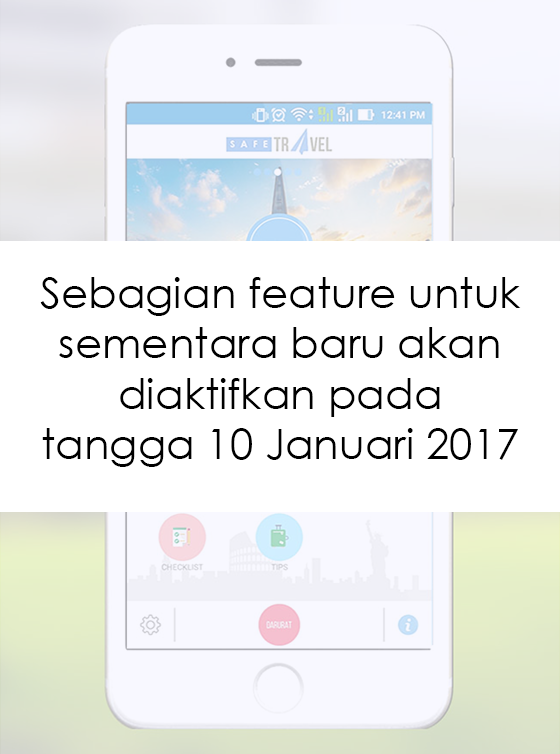 12:41 PM
SAFE TRAVEL
Sebagian feature untuk
sementara baru akan
diaktifkan pada
tangga 10 Januari 2017
CHECKLIST
TIPS
DARURAT